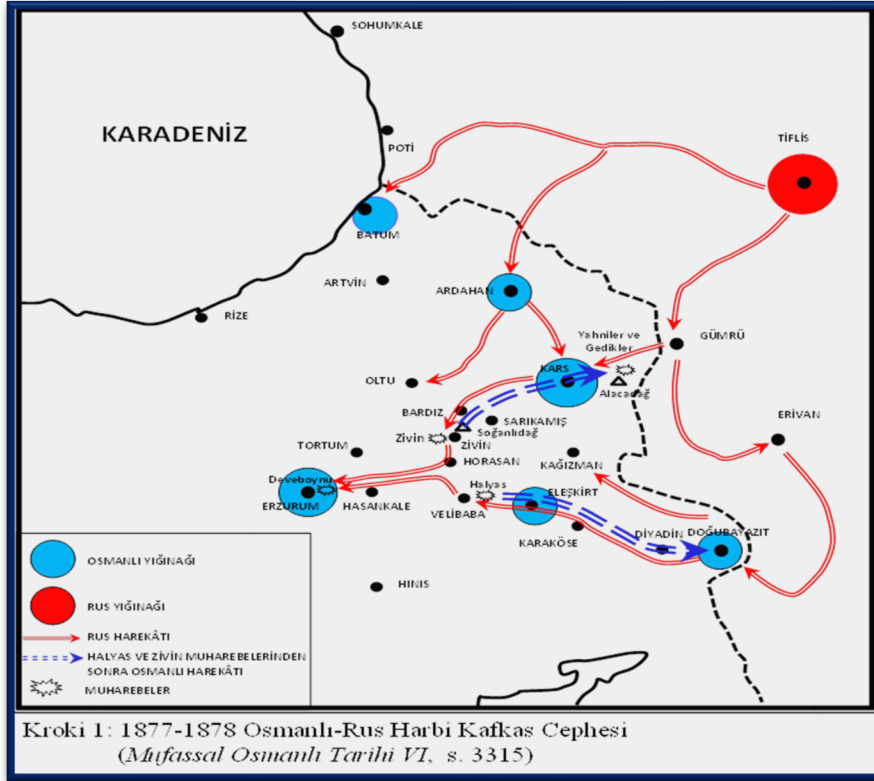 SOHUMKALE
KARADENİZ
POTİ
TİFLİS
BATUM
ARTVİN
ARDAHAN
RİZE
Yahniler ve
Gedikler
GÜMRÜ
OLTU
KARS
Alacadağ
BARDIZ
SARIKAMIŞ
Soğanlıdağ
ERİVAN
Zivin
ZİVİN
TORTUM
HORASAN
KAĞIZMAN
Deveboynu
ERZURUM
HASANKALE
Halyas
VELİBABA
ELEŞKİRT
KARAKÖSE
DİYADİN
DOĞUBAYAZIT
HINIS
OSMANLI YIĞINAĞI
RUS YIĞINAĞI
RUS HAREKÂTI
HALYAS VE ZİVİN MUHAREBELERİNDEN
SONRA OSMANLI HAREKÂTI
MUHAREBELER
Kroki 1: 1877-1878 Osmanlı-Rus Harbi Kafkas Cephesi
(Mufassal Osmanlı Tarihi VI, s. 3315)